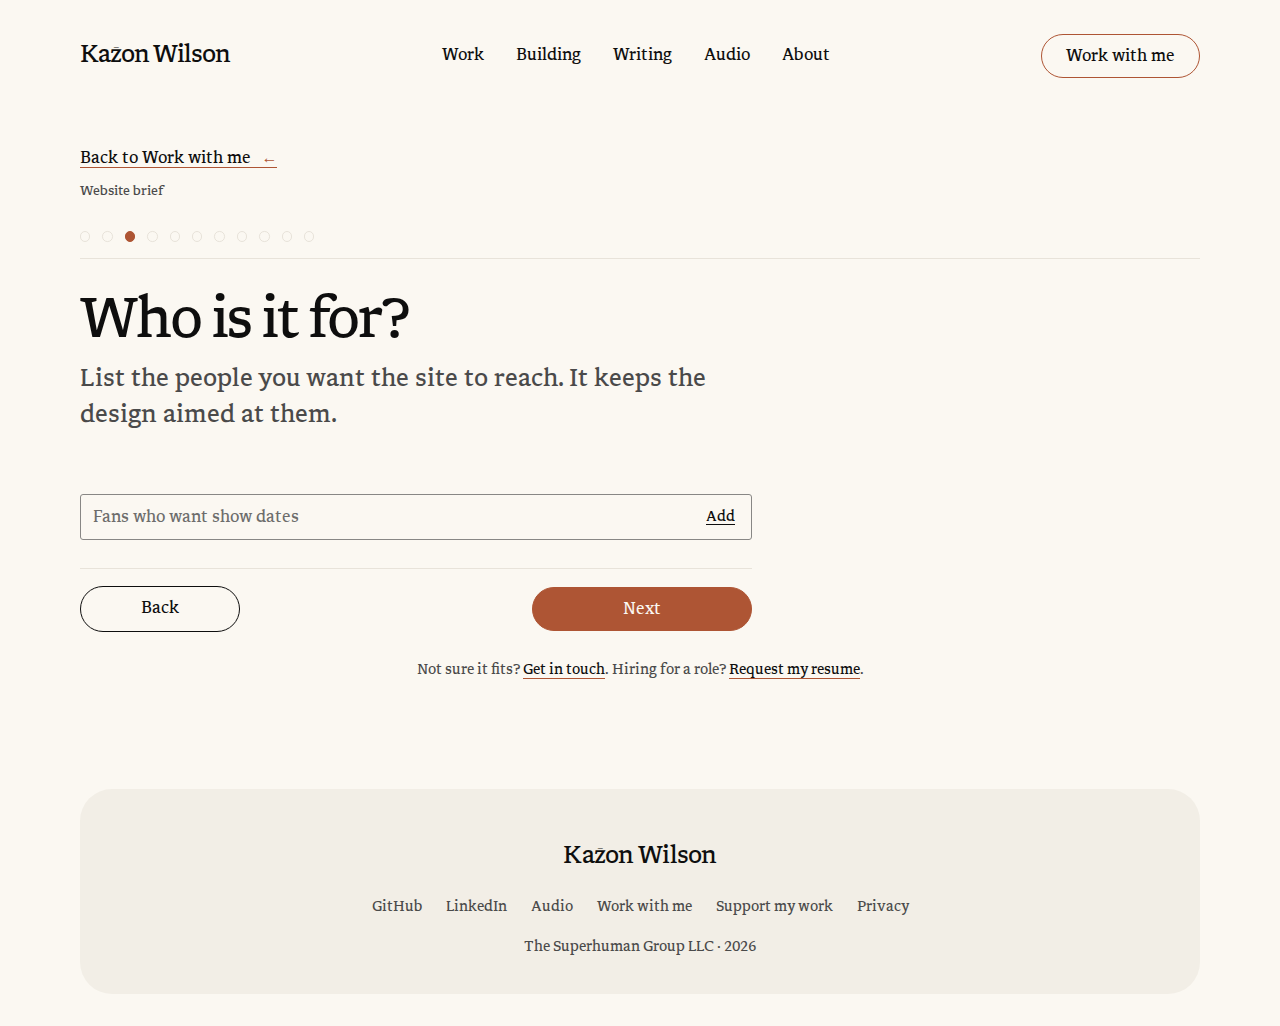 Kazon Wilson
Work Building Writing Audio About
Work with me
Back to Work with me ←
Website brief
Who is it for?
List the people you want the site to reach. It keeps the
design aimed at them.
Fans who want show dates
Add
Back
Next
Not sure it fits? Get in touch. Hiring for a role? Request my resume.
Kazon Wilson
GitHub LinkedIn Audio Work with me Support my work Privacy
The Superhuman Group LLC · 2026